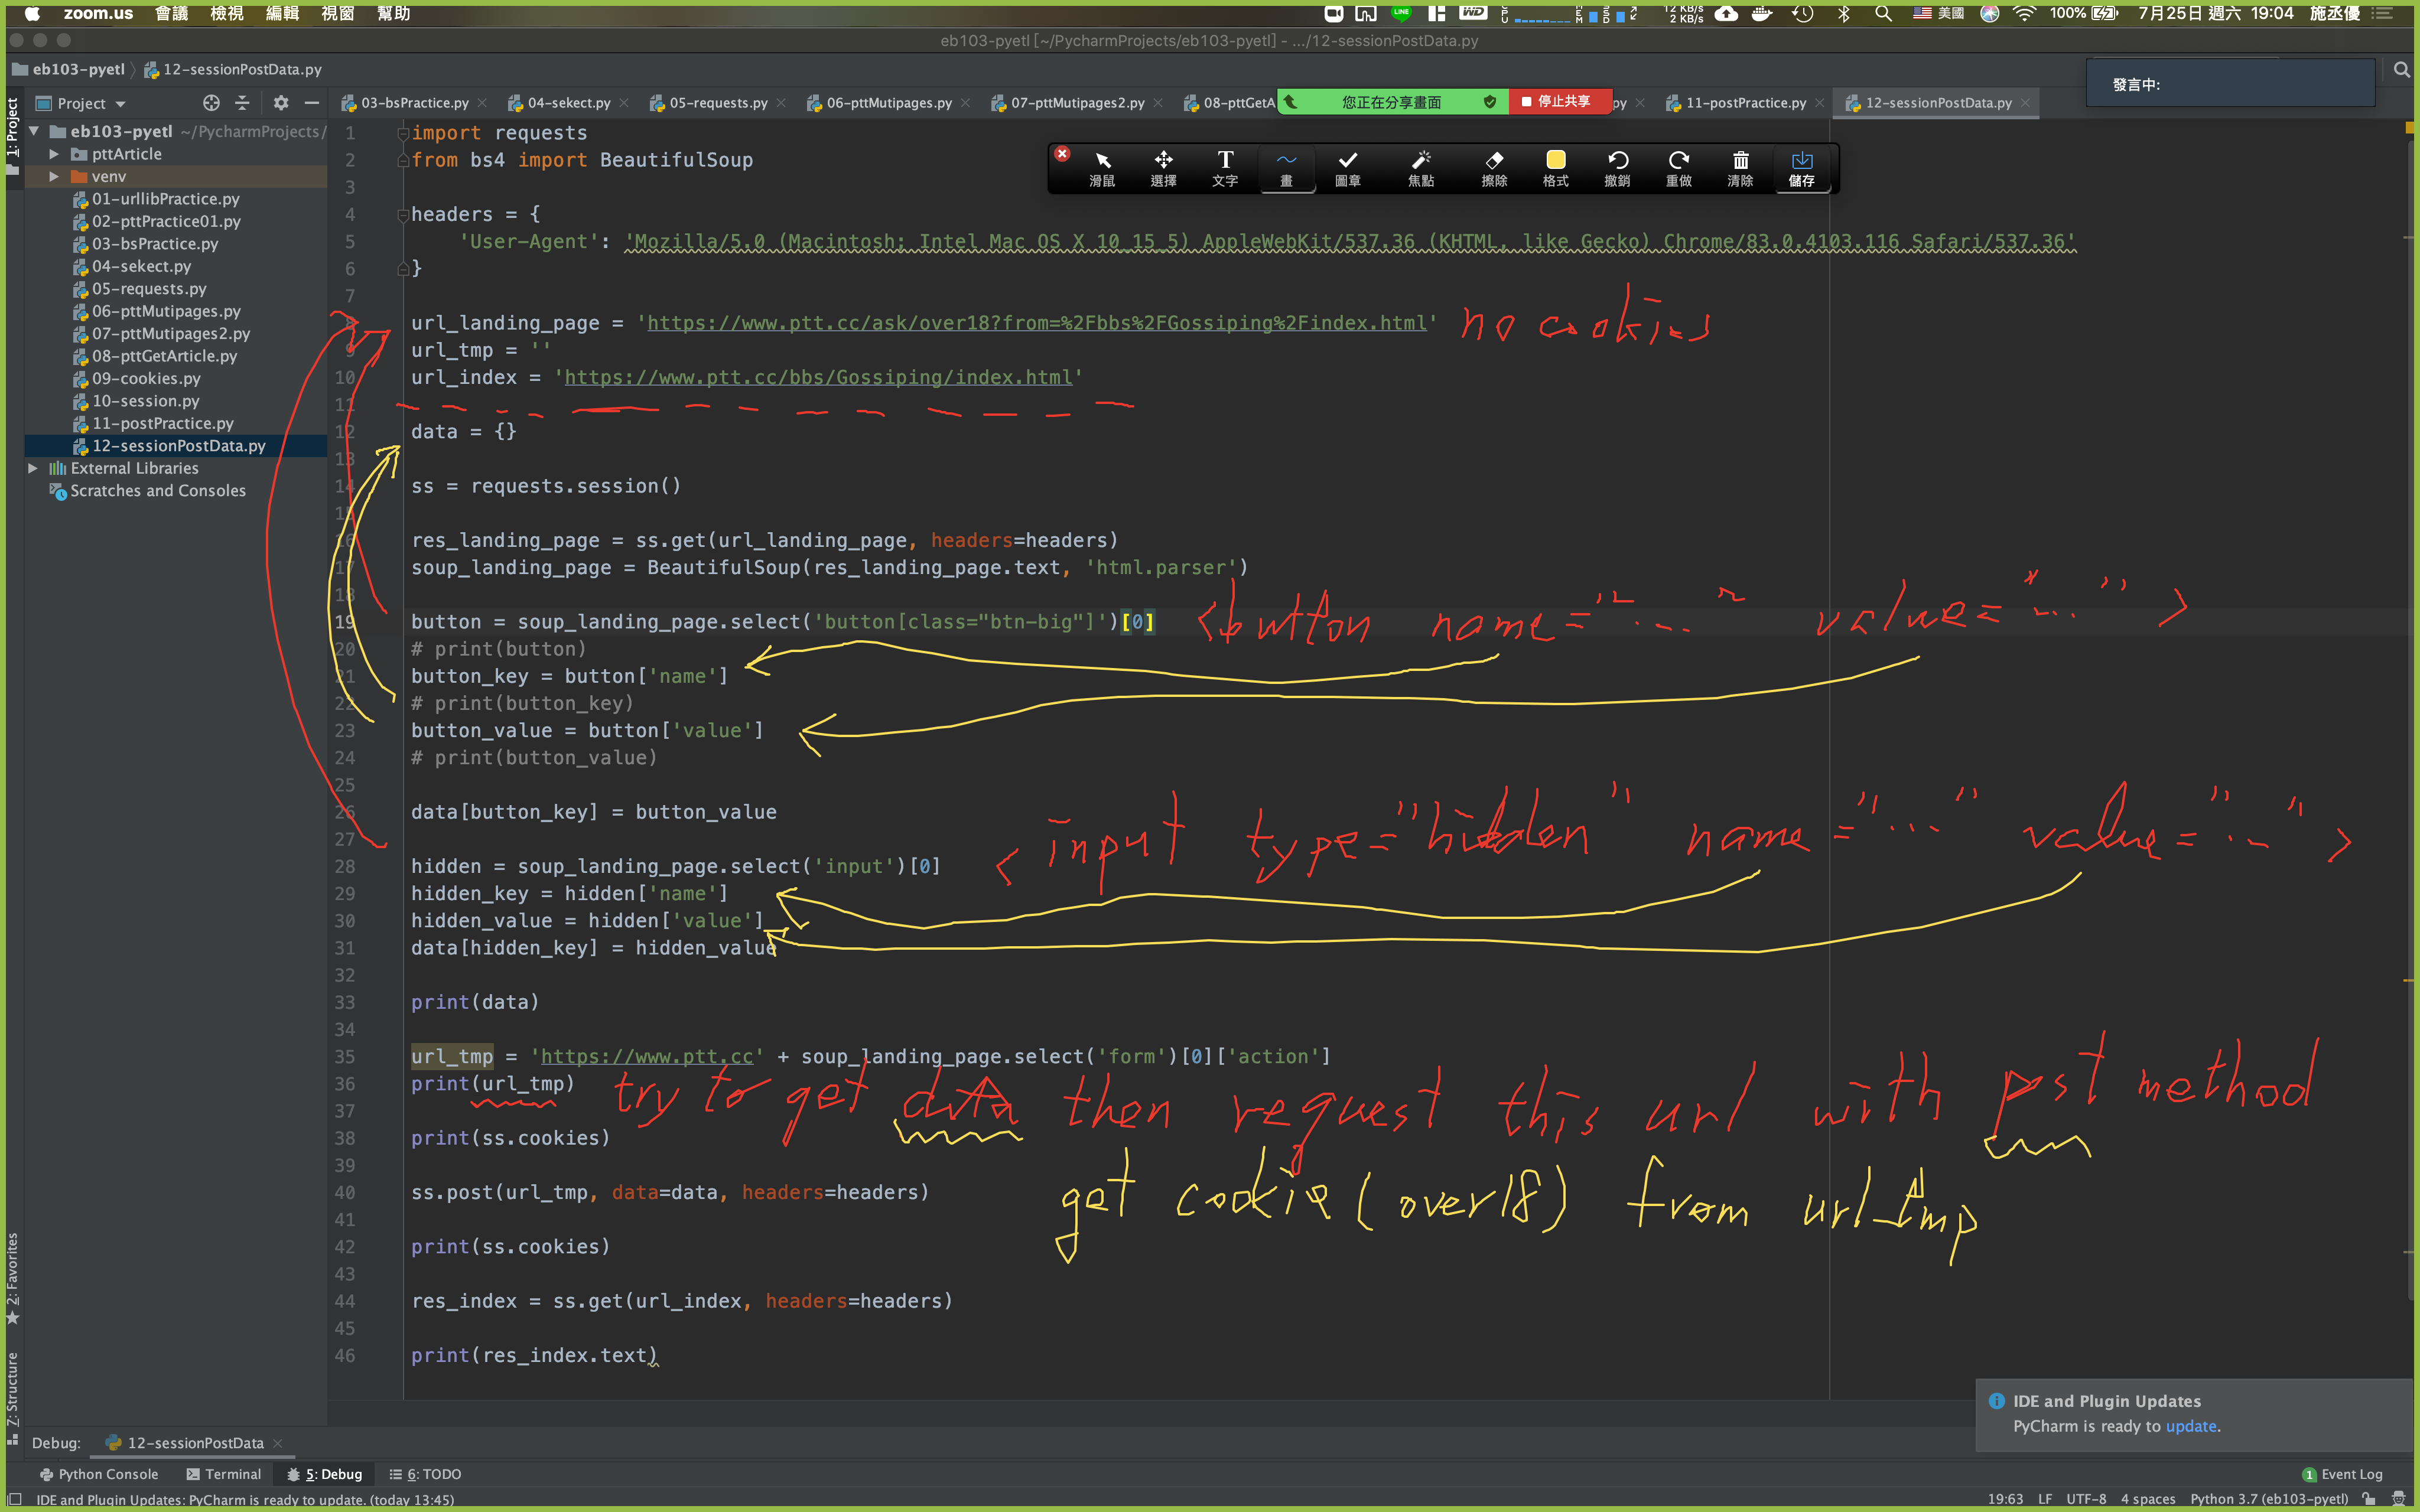 zoom.us 會議 檢視 編輯 視窗 幫助
12 KB/s 2 KB/s 美國 100% 7月25日 週六 19:04 施丞優
eb103-pyetl [~/PycharmProjects/eb103-pyetl] - .../12-sessionPostData.py
eb103-pyetl 12-sessionPostData.py
發言中:
Project
03-bsPractice.py 04-sekect.py 05-requests.py 06-pttMutipages.py 07-pttMutipages2.py 08-pttGetA py 11-postPractice.py 12-sessionPostData.py
您正在分享畫面 停止共享
滑鼠 選擇 文字 畫 圖章 焦點 擦除 格式 撤銷 重做 清除 儲存
1: Project
eb103-pyetl ~/PycharmProjects/
pttArticle
venv
01-urllibPractice.py
02-pttPractice01.py
03-bsPractice.py
04-sekect.py
05-requests.py
06-pttMutipages.py
07-pttMutipages2.py
08-pttGetArticle.py
09-cookies.py
10-session.py
11-postPractice.py
12-sessionPostData.py
External Libraries
Scratches and Consoles
2: Favorites
7: Structure
1 import requests
2 from bs4 import BeautifulSoup
3
4 headers = {
5 'User-Agent': 'Mozilla/5.0 (Macintosh; Intel Mac OS X 10_15_5) AppleWebKit/537.36 (KHTML, like Gecko) Chrome/83.0.4103.116 Safari/537.36'
6 }
7
8 url_landing_page = 'https://www.ptt.cc/ask/over18?from=%2Fbbs%2FGossiping%2Findex.html' no cookies
9 url_tmp = ''
10 url_index = 'https://www.ptt.cc/bbs/Gossiping/index.html'
11
12 data = {}
13
14 ss = requests.session()
15
16 res_landing_page = ss.get(url_landing_page, headers=headers)
17 soup_landing_page = BeautifulSoup(res_landing_page.text, 'html.parser')
18
19 button = soup_landing_page.select('button[class="btn-big"]')[0] <button name="..." value="...">
20 # print(button)
21 button_key = button['name']
22 # print(button_key)
23 button_value = button['value']
24 # print(button_value)
25
26 data[button_key] = button_value
27
28 hidden = soup_landing_page.select('input')[0] <input type="hidden" name="..." value="...">
29 hidden_key = hidden['name']
30 hidden_value = hidden['value']
31 data[hidden_key] = hidden_value
32
33 print(data)
34
35 url_tmp = 'https://www.ptt.cc' + soup_landing_page.select('form')[0]['action']
36 print(url_tmp) try to get data then request this url with post method
37
38 print(ss.cookies)
39
40 ss.post(url_tmp, data=data, headers=headers) get cookie(over18) from url_tmp
41
42 print(ss.cookies)
43
44 res_index = ss.get(url_index, headers=headers)
45
46 print(res_index.text)
IDE and Plugin Updates
PyCharm is ready to update.
Debug: 12-sessionPostData
Python Console Terminal 5: Debug 6: TODO 1 Event Log
IDE and Plugin Updates: PyCharm is ready to update. (today 13:45) 19:63 LF UTF-8 4 spaces Python 3.7 (eb103-pyetl)